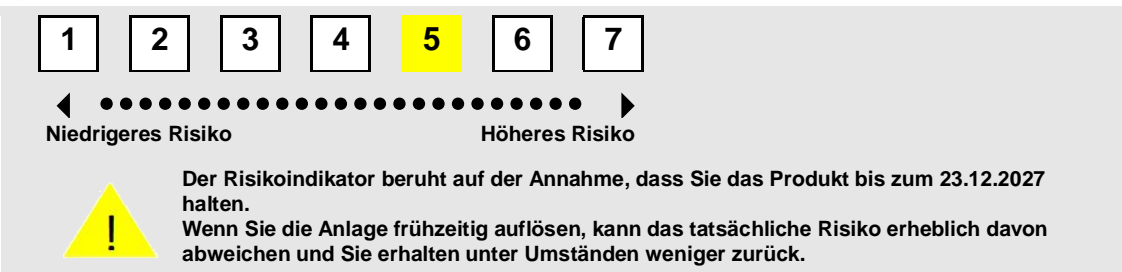 1 2 3 4 5 6 7
Niedrigeres Risiko Höheres Risiko
Der Risikoindikator beruht auf der Annahme, dass Sie das Produkt bis zum 23.12.2027
halten.
Wenn Sie die Anlage frühzeitig auflösen, kann das tatsächliche Risiko erheblich davon
abweichen und Sie erhalten unter Umständen weniger zurück.
!